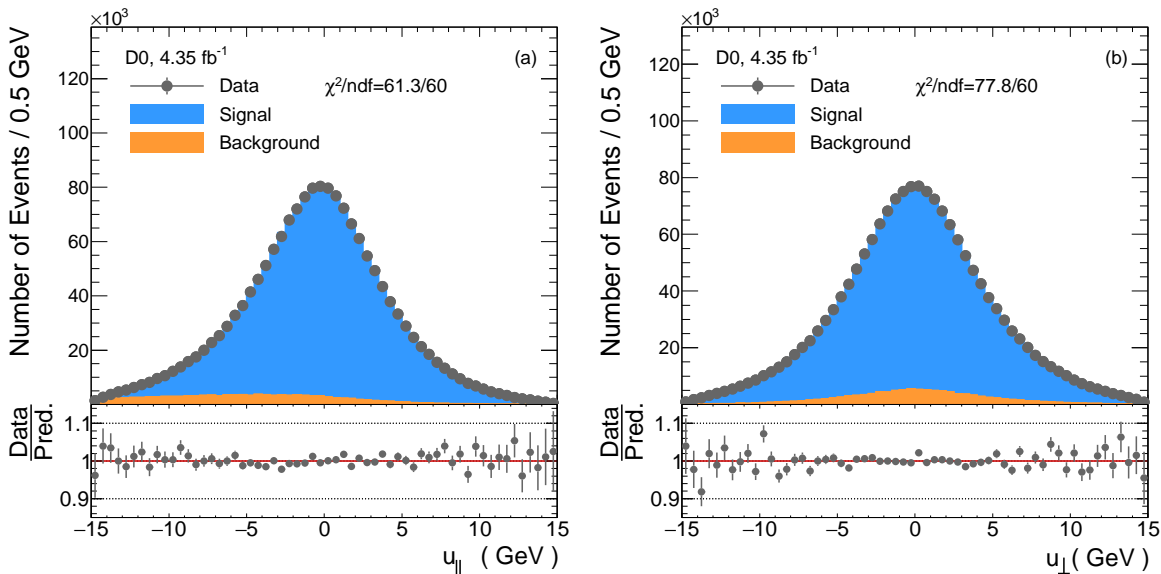 ×10³
D0, 4.35 fb⁻¹ (a)
Data χ²/ndf=61.3/60
Signal
Background
Number of Events / 0.5 GeV
120
100
80
60
40
20
Data
Pred.
1.1
1
0.9
−15 −10 −5 0 5 10 15
u∥ ( GeV )
×10³
D0, 4.35 fb⁻¹ (b)
Data χ²/ndf=77.8/60
Signal
Background
Number of Events / 0.5 GeV
120
100
80
60
40
20
Data
Pred.
1.1
1
0.9
−15 −10 −5 0 5 10 15
u⊥( GeV )